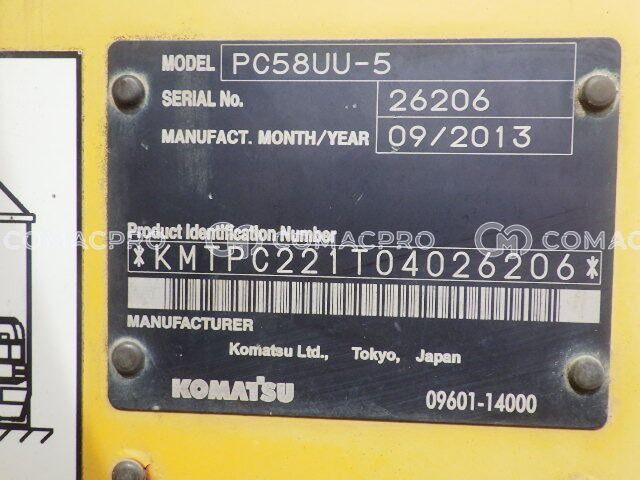 MODEL PC58UU-5
SERIAL No. 26206
MANUFACT. MONTH/YEAR 09/2013
Product Identification Number
COMACPRO COMACPRO COMAC
*KMTPC221T04026206*
MANUFACTURER
Komatsu Ltd., Tokyo, Japan
KOMATSU 09601-14000